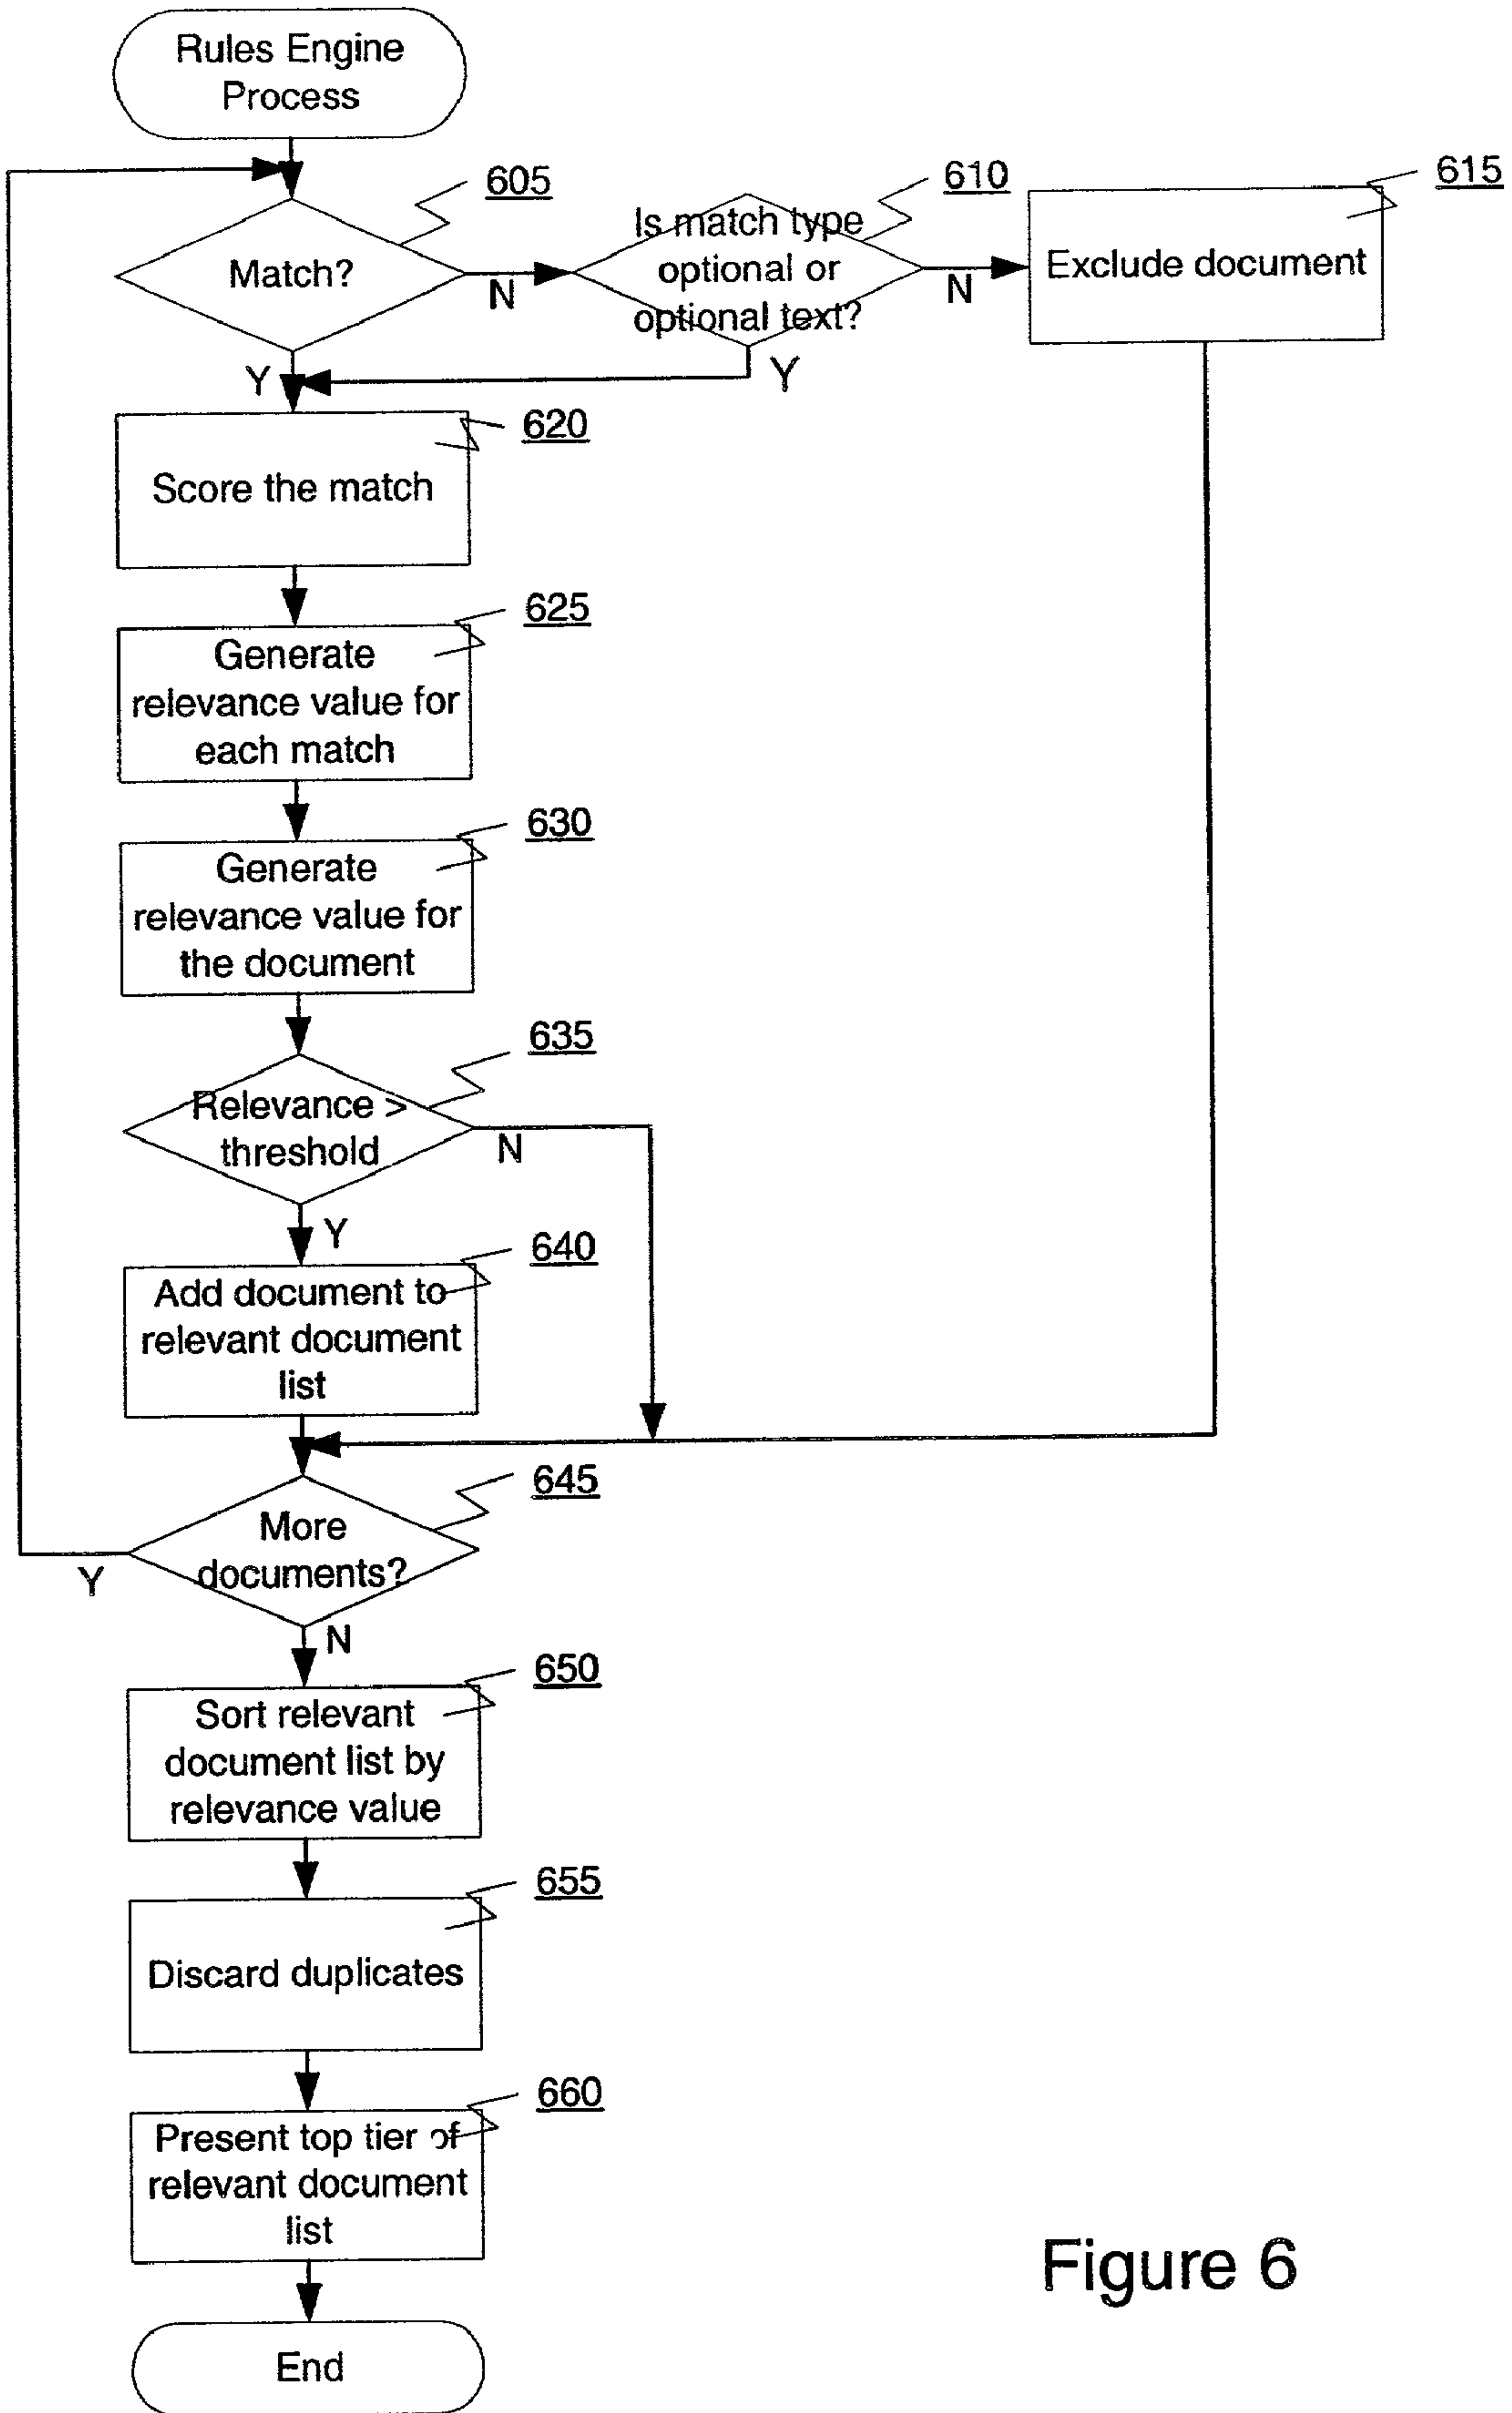 Rules Engine
Process
605
610
615
Match?
Is match type
optional or
optional text?
Exclude document
N
N
Y
Y
620
Score the match
625
Generate
relevance value for
each match
630
Generate
relevance value for
the document
635
Relevance >
threshold
N
Y
640
Add document to
relevant document
list
645
More
documents?
Y
N
650
Sort relevant
document list by
relevance value
655
Discard duplicates
660
Present top tier of
relevant document
list
End
Figure 6